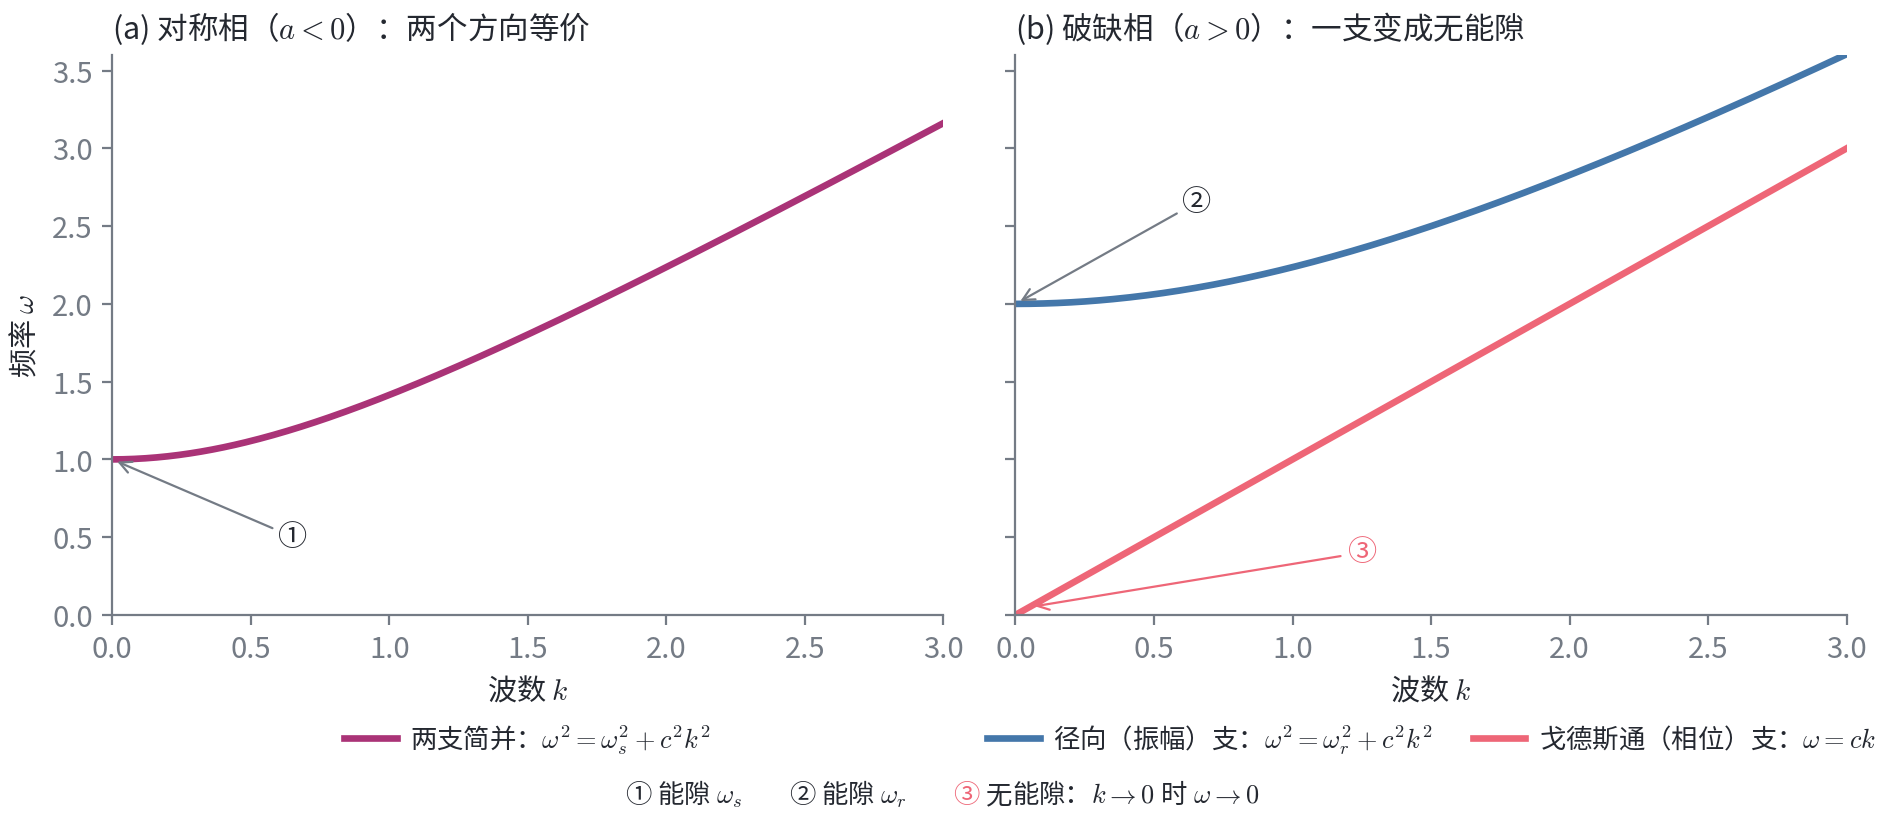 (a) 对称相（a < 0）：两个方向等价
(b) 破缺相（a > 0）：一支变成无能隙
频率 ω
3.5
3.0
2.5
2.0
1.5
1.0
0.5
0.0
①
②
③
0.0 0.5 1.0 1.5 2.0 2.5 3.0
0.0 0.5 1.0 1.5 2.0 2.5 3.0
波数 k
波数 k
两支简并：ω² = ωₛ² + c²k²
径向（振幅）支：ω² = ωᵣ² + c²k²
戈德斯通（相位）支：ω = ck
① 能隙 ωₛ
② 能隙 ωᵣ
③ 无能隙：k→0 时 ω→0